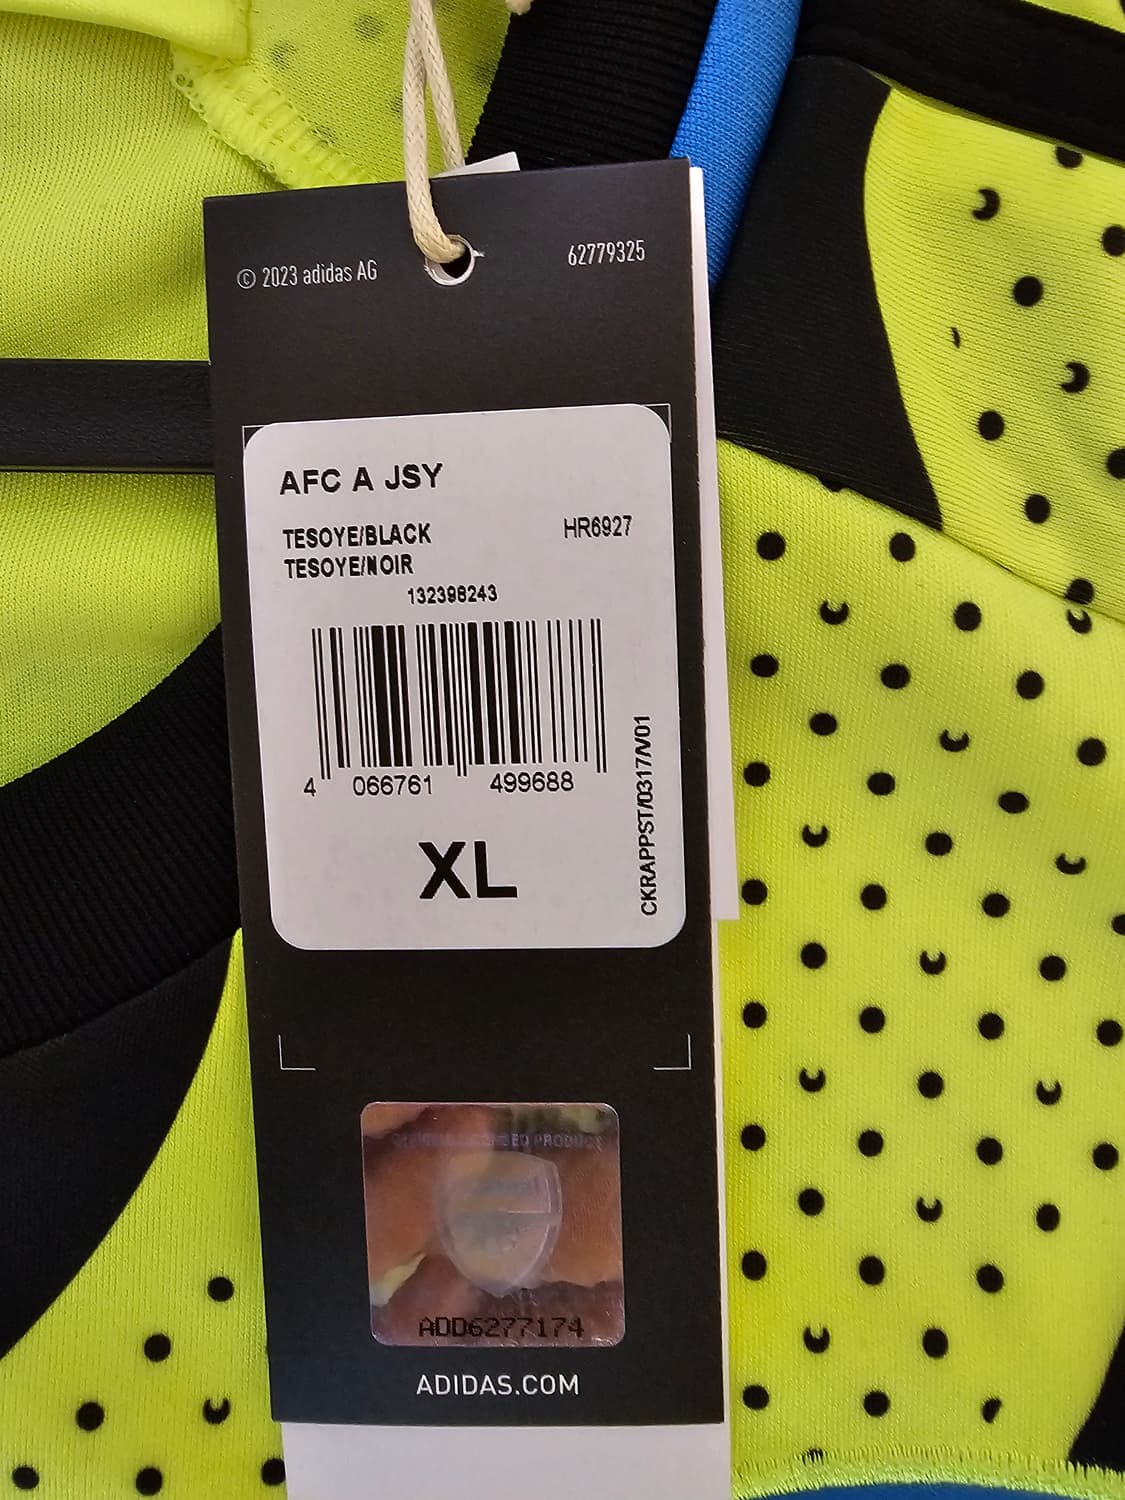 © 2023 adidas AG
62779325
AFC A JSY
TESOYE/BLACK
HR6927
TESOYE/NOIR
132398243
4 066761 499688
CKRAPPST/0317/V01
XL
PRODUCT
ADD6277174
ADIDAS.COM